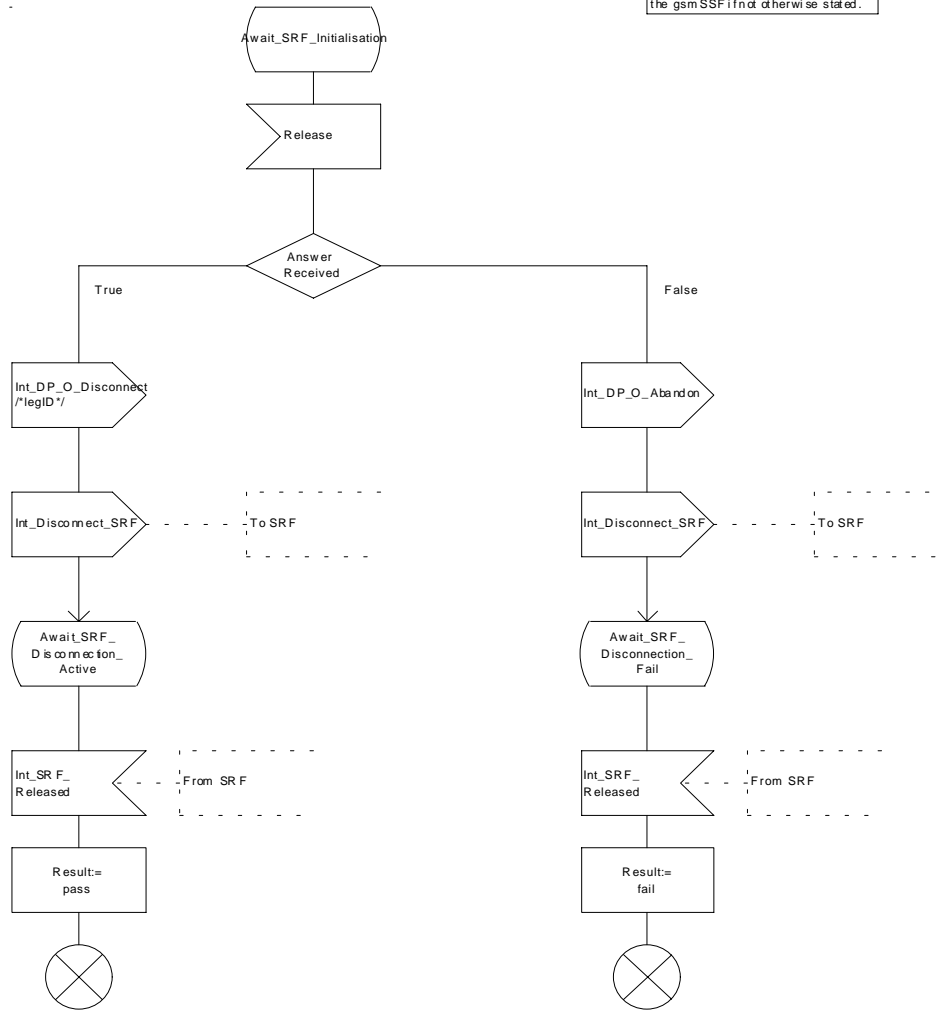 the gsmSSF if not otherwise stated.
Await_SRF_Initialisation
Release
Answer
Received
True
False
Int_DP_O_Disconnect
/*legID*/
Int_DP_O_Abandon
Int_Disconnect_SRF
To SRF
Int_Disconnect_SRF
To SRF
Await_SRF_
Disconnection_
Active
Await_SRF_
Disconnection_
Fail
Int_SRF_
Released
From SRF
Int_SRF_
Released
From SRF
Result:=
pass
Result:=
fail